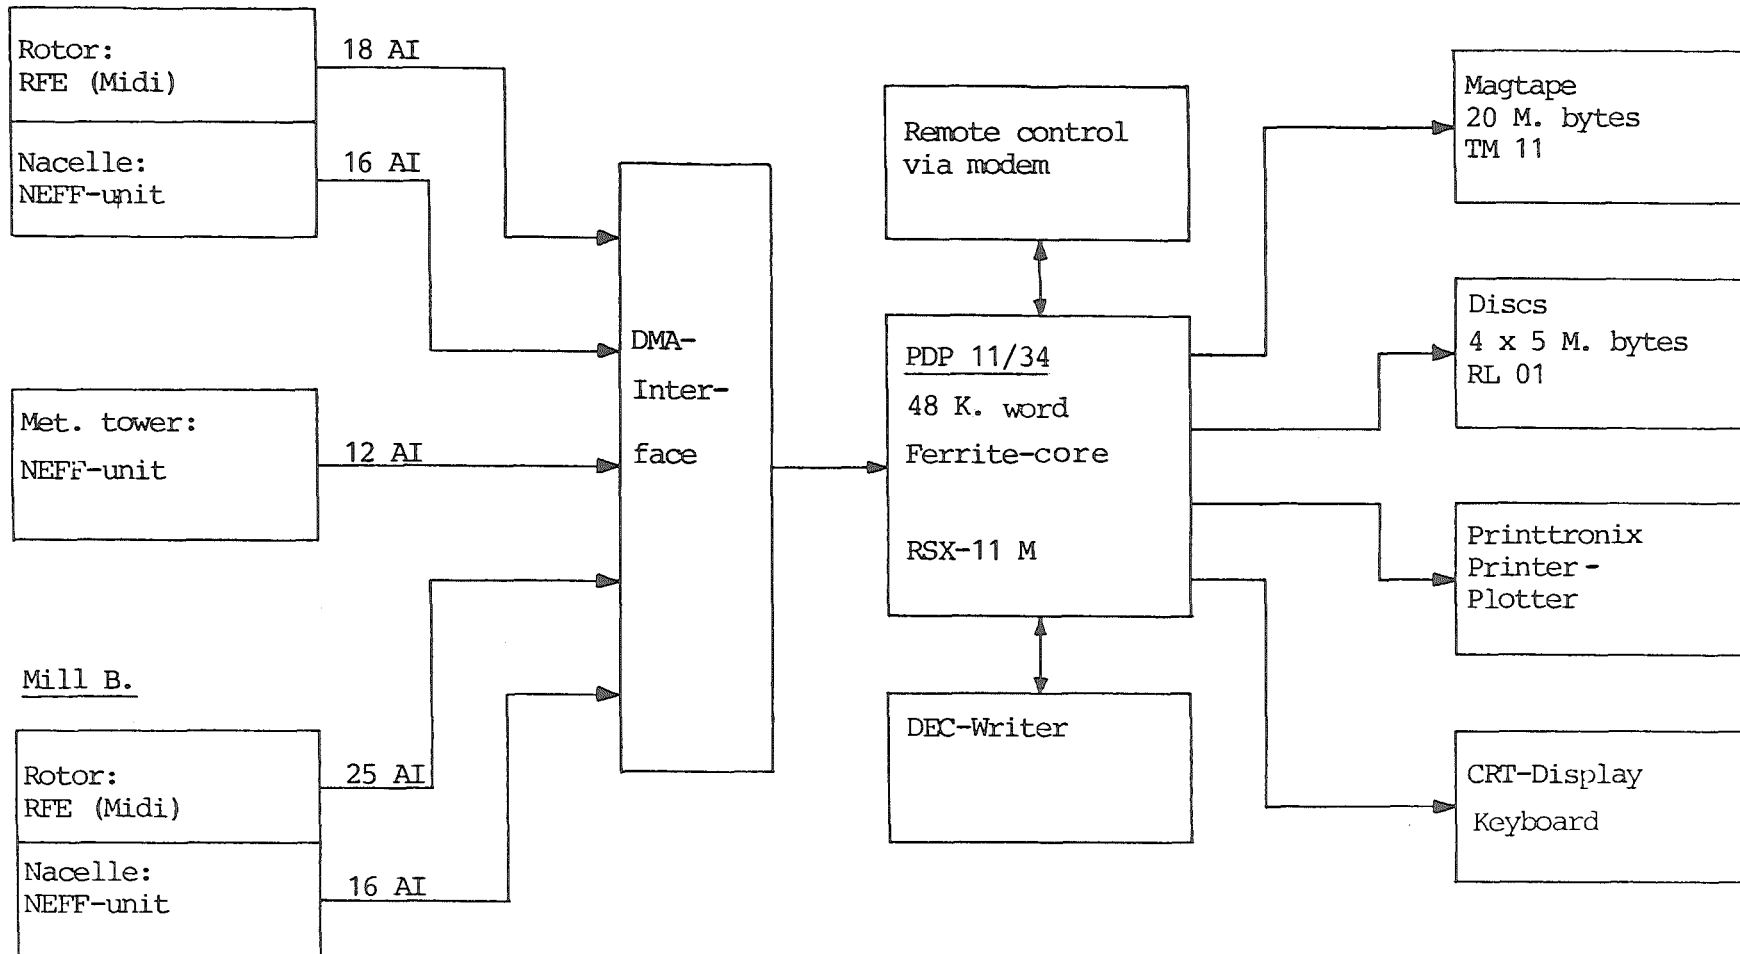 Rotor:
RFE (Midi)
18 AI
Nacelle:
NEFF-unit
16 AI
Met. tower:
NEFF-unit
12 AI
Mill B.
Rotor:
RFE (Midi)
25 AI
Nacelle:
NEFF-unit
16 AI
DMA-
Inter-
face
Remote control
via modem
PDP 11/34
48 K. word
Ferrite-core
RSX-11 M
DEC-Writer
Magtape
20 M. bytes
TM 11
Discs
4 x 5 M. bytes
RL 01
Printtronix
Printer-
Plotter
CRT-Display
Keyboard